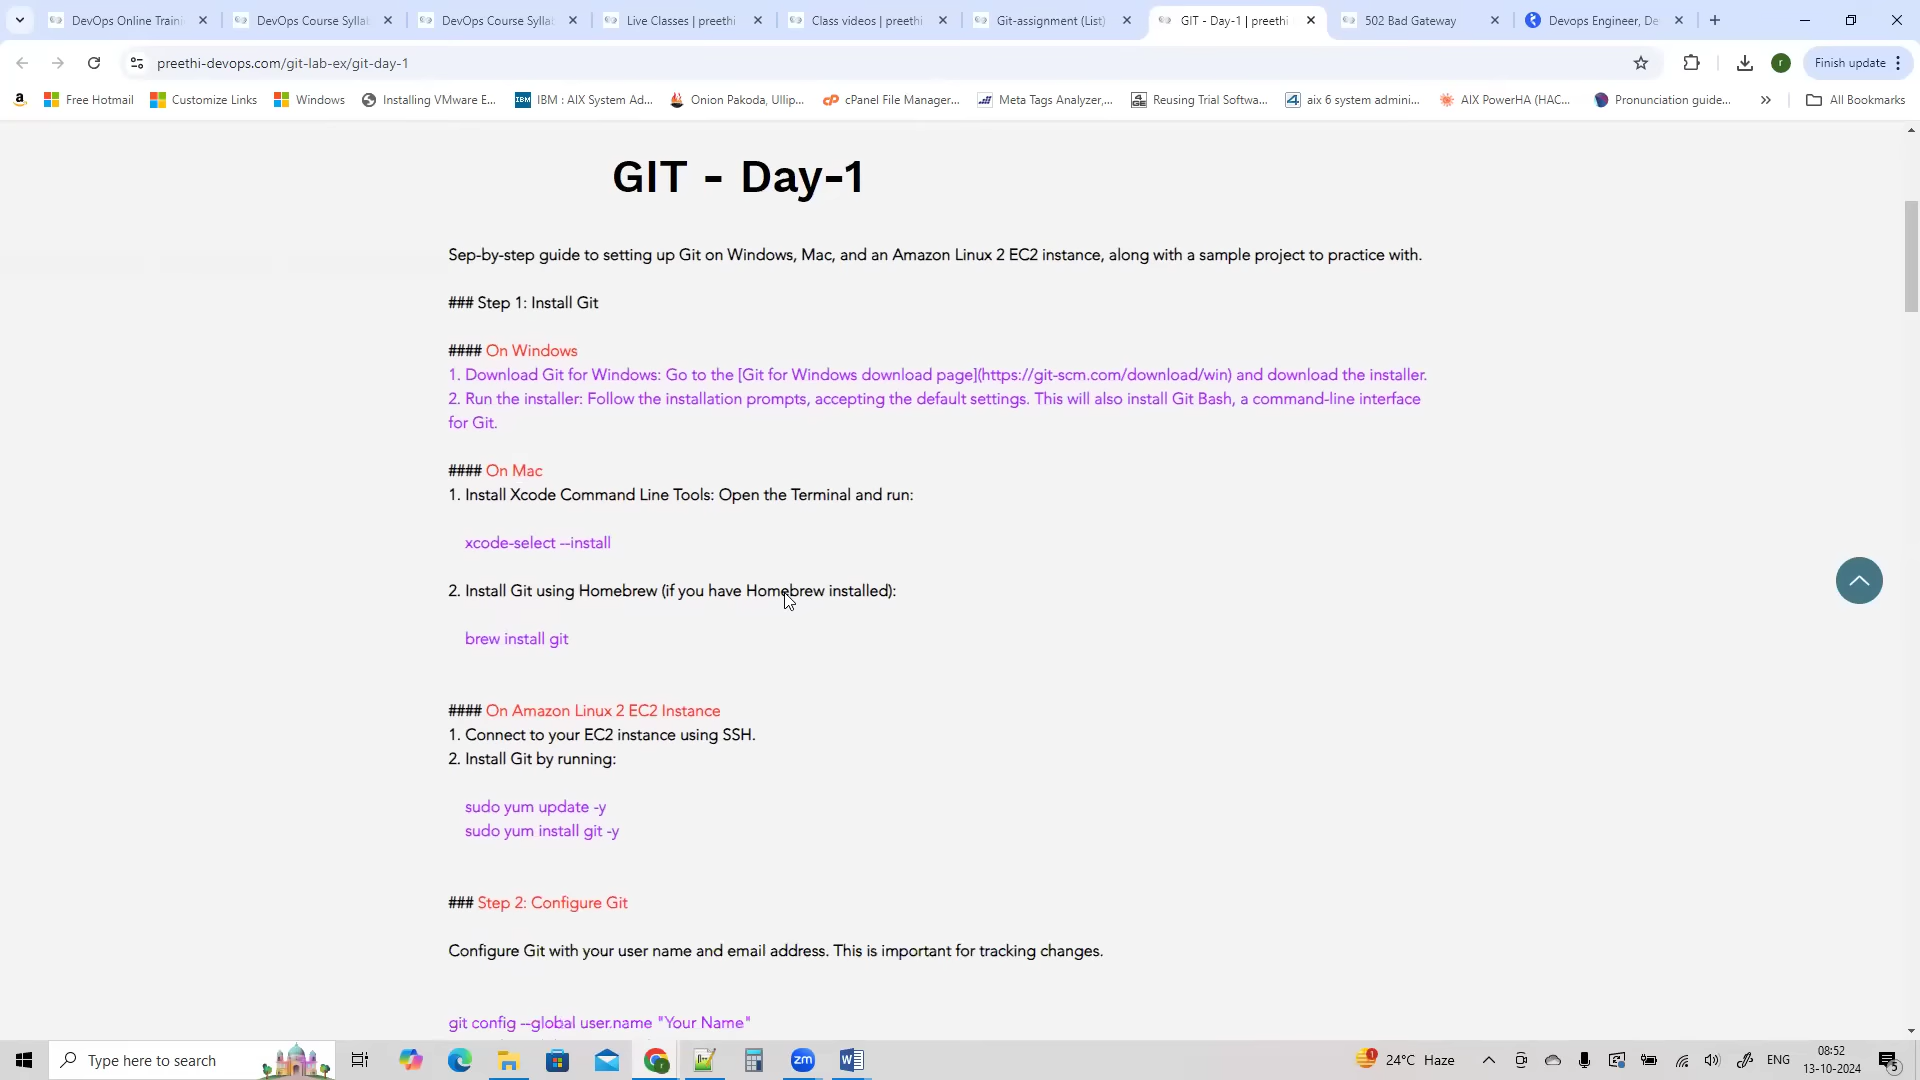 DevOps Online Traini
DevOps Course Sylla
DevOps Course Sylla
Live Classes | preethi
Class videos | preethi
Git-assignment (List)
GIT - Day-1 | preethi
502 Bad Gateway
Devops Engineer, De
preethi-devops.com/git-lab-ex/git-day-1
r
Finish update
Free Hotmail
Customize Links
Windows
Installing VMware E...
IBM : AIX System Ad...
Onion Pakoda, Ullip...
cPanel File Manager...
Meta Tags Analyzer,...
Reusing Trial Softwa...
aix 6 system admini...
AIX PowerHA (HAC...
Pronunciation guide...
All Bookmarks
GIT - Day-1
Sep-by-step guide to setting up Git on Windows, Mac, and an Amazon Linux 2 EC2 instance, along with a sample project to practice with.
### Step 1: Install Git
#### On Windows
1. Download Git for Windows: Go to the [Git for Windows download page](https://git-scm.com/download/win) and download the installer.
2. Run the installer: Follow the installation prompts, accepting the default settings. This will also install Git Bash, a command-line interface
for Git.
#### On Mac
1. Install Xcode Command Line Tools: Open the Terminal and run:
xcode-select --install
2. Install Git using Homebrew (if you have Homebrew installed):
brew install git
#### On Amazon Linux 2 EC2 Instance
1. Connect to your EC2 instance using SSH.
2. Install Git by running:
sudo yum update -y
sudo yum install git -y
### Step 2: Configure Git
Configure Git with your user name and email address. This is important for tracking changes.
git config --global user.name "Your Name"
Type here to search
24°C Haze
ENG
08:52
13-10-2024